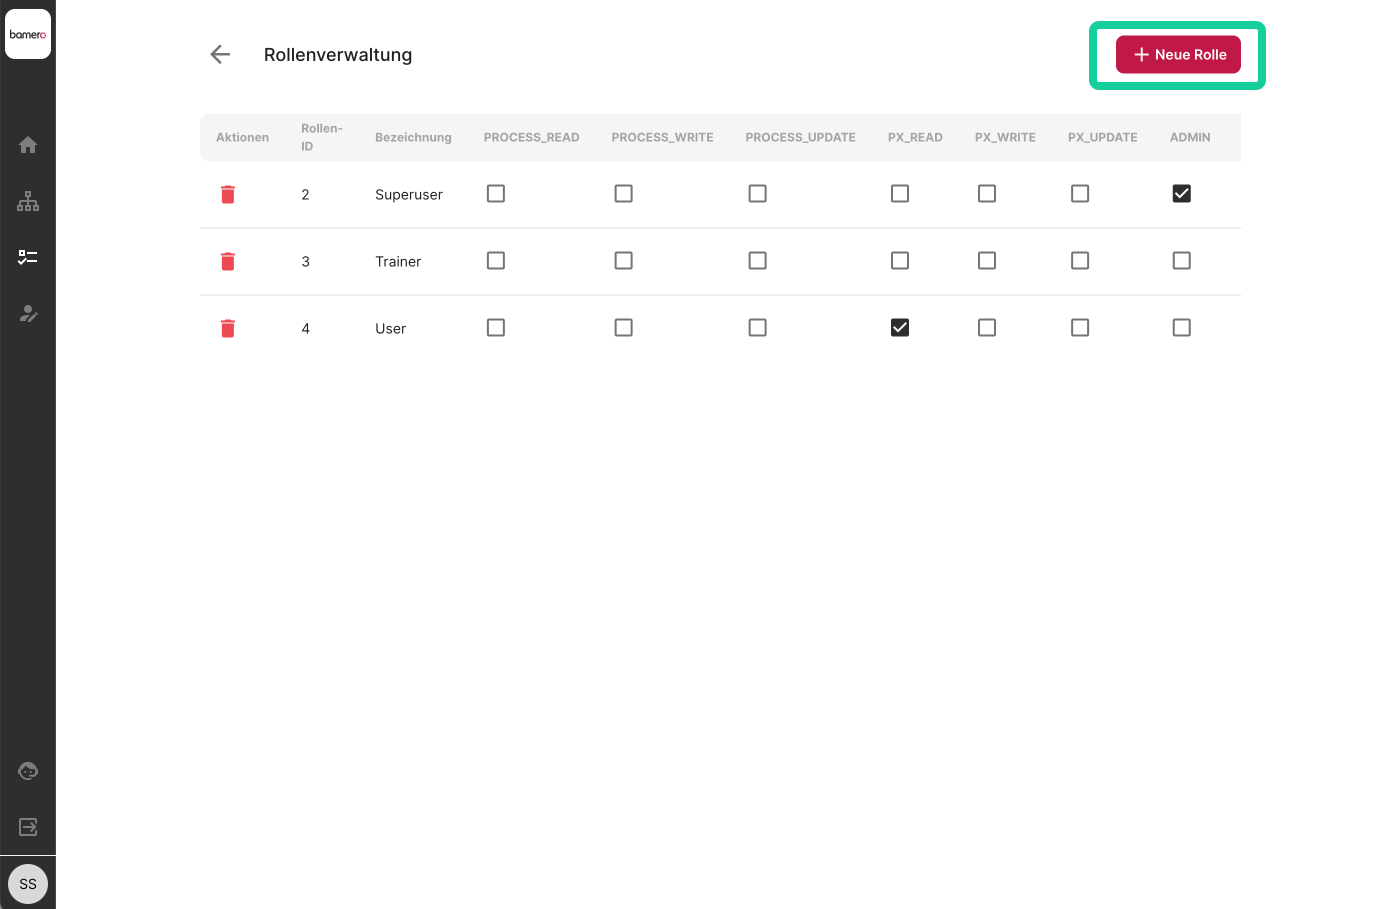 bamero
Rollenverwaltung
Neue Rolle
Aktionen Rollen-ID Bezeichnung PROCESS_READ PROCESS_WRITE PROCESS_UPDATE PX_READ PX_WRITE PX_UPDATE ADMIN
2 Superuser
3 Trainer
4 User
SS